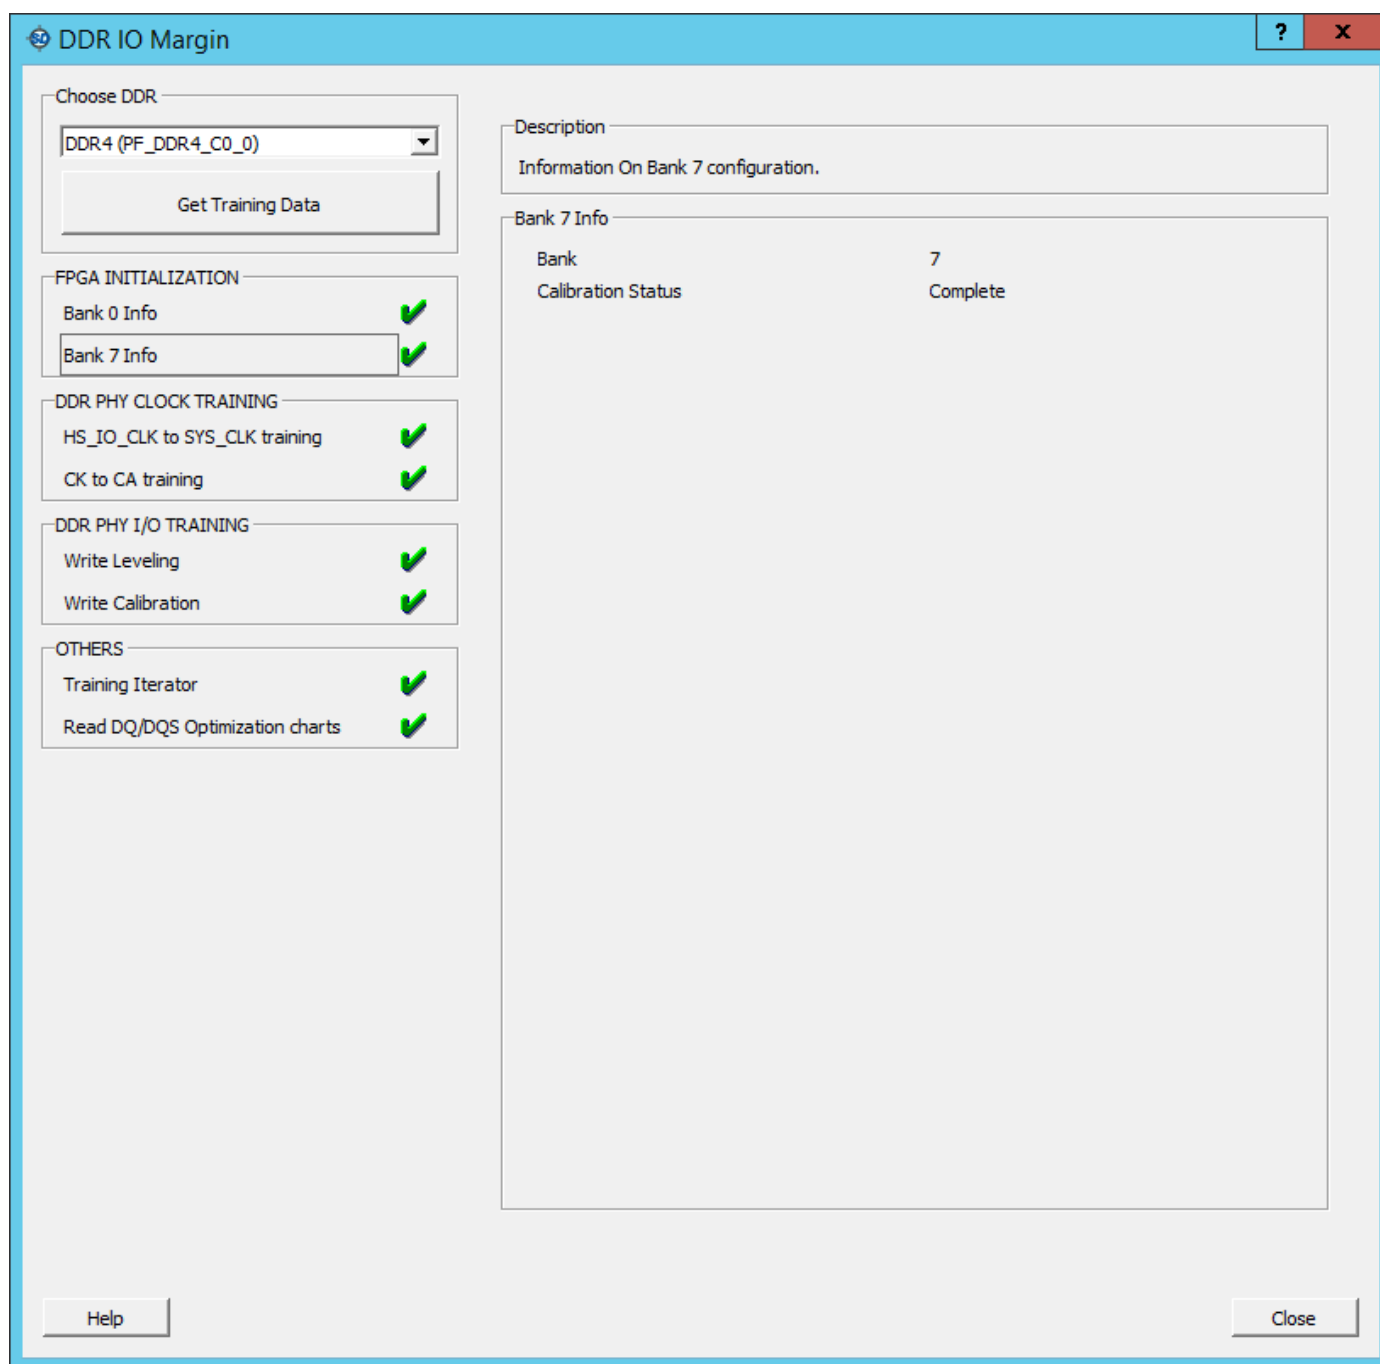 DDR IO Margin
? x
Choose DDR
DDR4 (PF_DDR4_C0_0)
Get Training Data
FPGA INITIALIZATION
Bank 0 Info
Bank 7 Info
DDR PHY CLOCK TRAINING
HS_IO_CLK to SYS_CLK training
CK to CA training
DDR PHY I/O TRAINING
Write Leveling
Write Calibration
OTHERS
Training Iterator
Read DQ/DQS Optimization charts
Description
Information On Bank 7 configuration.
Bank 7 Info
Bank 7
Calibration Status Complete
Help
Close